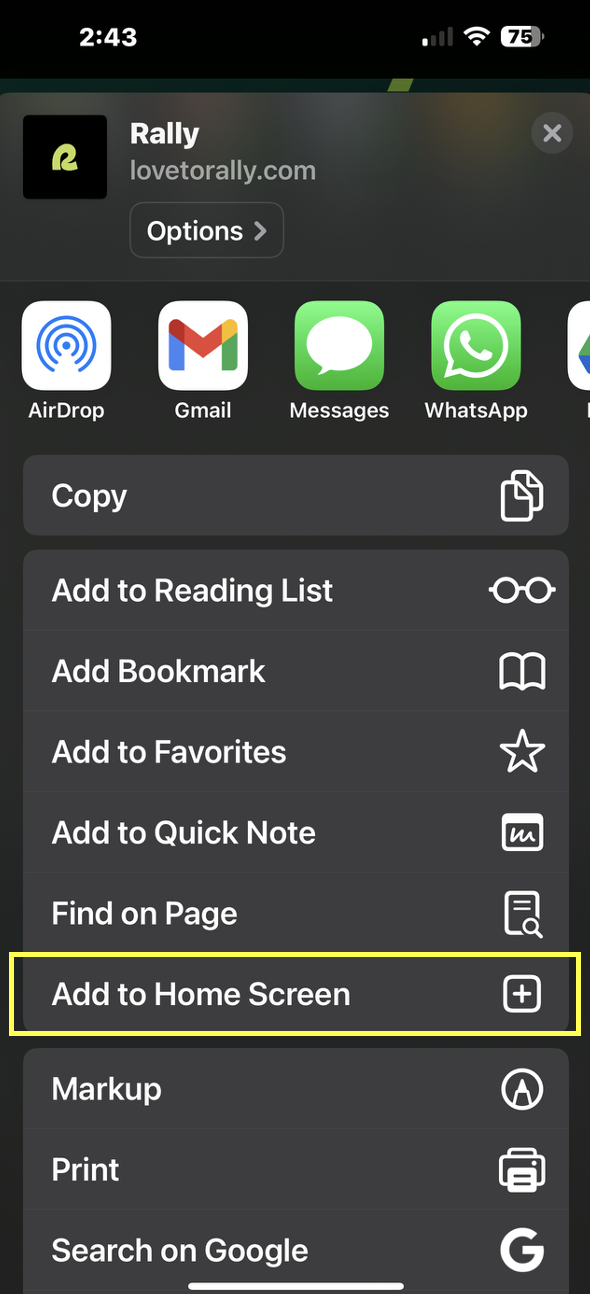 2:43
75
Rally
lovetorally.com
Options
AirDrop
Gmail
Messages
WhatsApp
Copy
Add to Reading List
Add Bookmark
Add to Favorites
Add to Quick Note
Find on Page
Add to Home Screen
Markup
Print
Search on Google